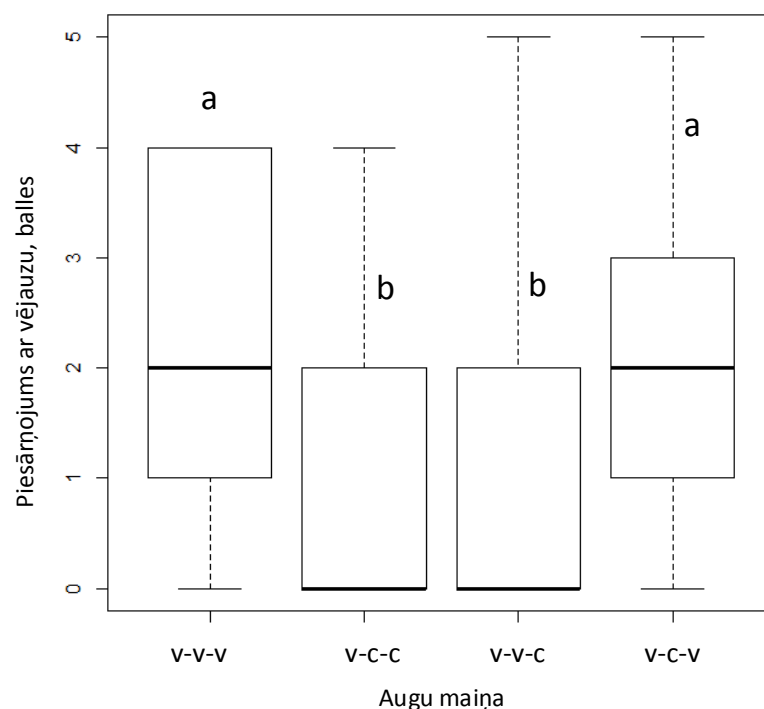 Piesārņojums ar vējauzu, balles
5
4
3
2
1
0
a
b
b
a
v-v-v
v-c-c
v-v-c
v-c-v
Augu maiņa